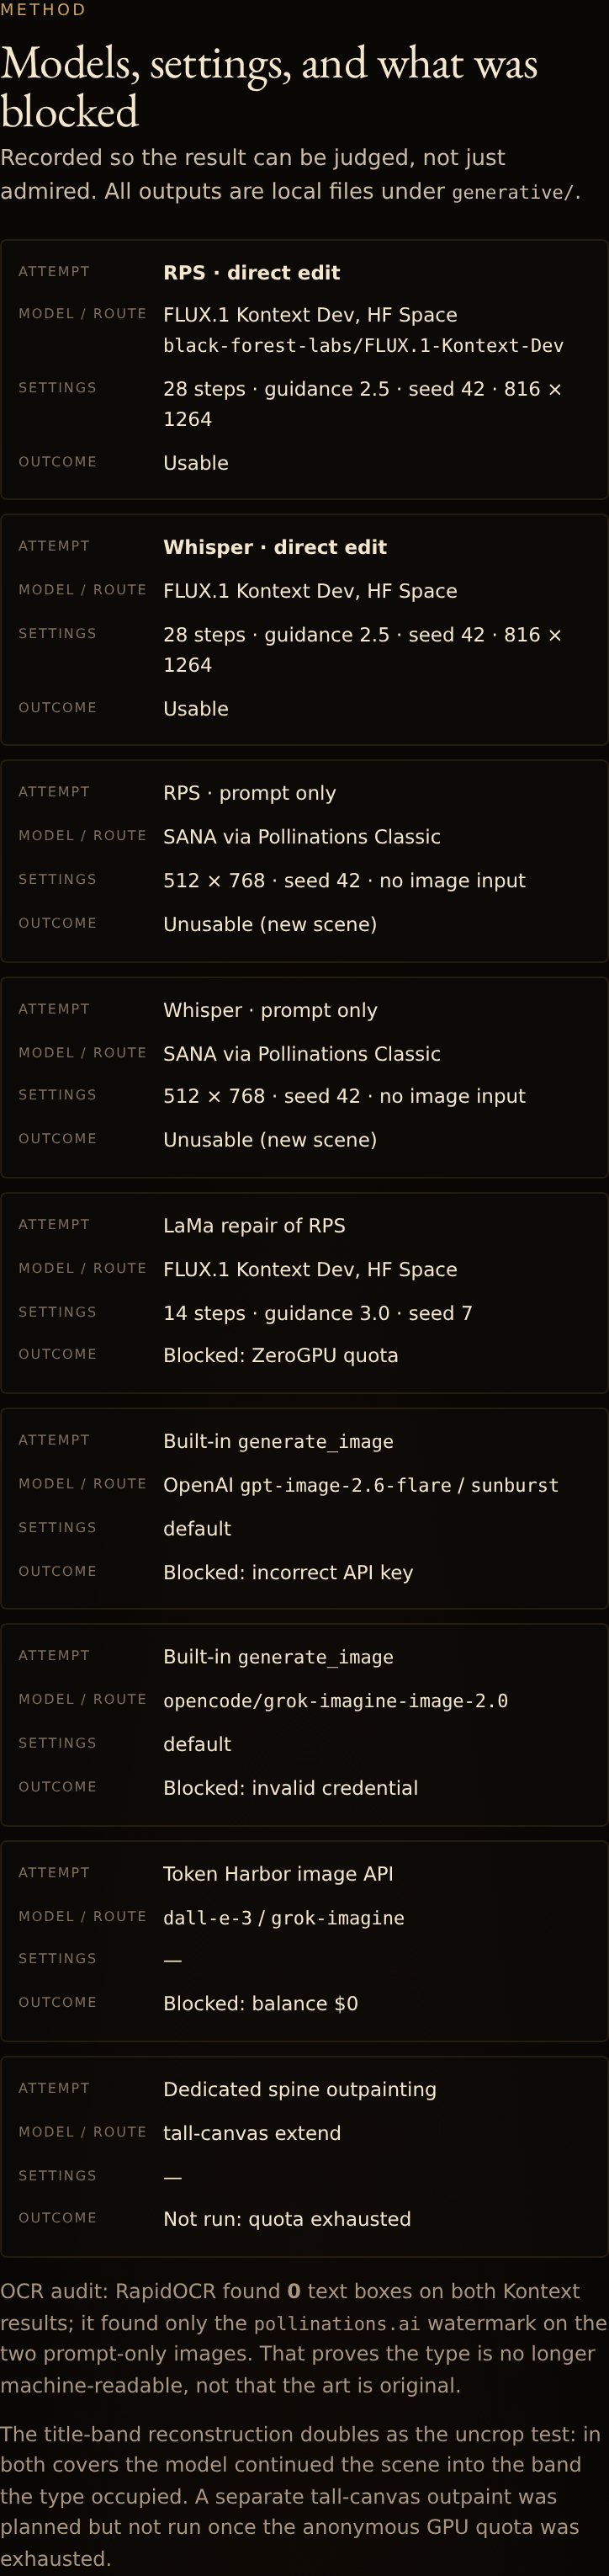 METHOD
Models, settings, and what was
blocked
Recorded so the result can be judged, not just
admired. All outputs are local files under generative/.
ATTEMPT RPS · direct edit
MODEL / ROUTE FLUX.1 Kontext Dev, HF Space
black-forest-labs/FLUX.1-Kontext-Dev
SETTINGS 28 steps · guidance 2.5 · seed 42 · 816 ×
1264
OUTCOME Usable
ATTEMPT Whisper · direct edit
MODEL / ROUTE FLUX.1 Kontext Dev, HF Space
SETTINGS 28 steps · guidance 2.5 · seed 42 · 816 ×
1264
OUTCOME Usable
ATTEMPT RPS · prompt only
MODEL / ROUTE SANA via Pollinations Classic
SETTINGS 512 × 768 · seed 42 · no image input
OUTCOME Unusable (new scene)
ATTEMPT Whisper · prompt only
MODEL / ROUTE SANA via Pollinations Classic
SETTINGS 512 × 768 · seed 42 · no image input
OUTCOME Unusable (new scene)
ATTEMPT LaMa repair of RPS
MODEL / ROUTE FLUX.1 Kontext Dev, HF Space
SETTINGS 14 steps · guidance 3.0 · seed 7
OUTCOME Blocked: ZeroGPU quota
ATTEMPT Built-in generate_image
MODEL / ROUTE OpenAI gpt-image-2.6-flare / sunburst
SETTINGS default
OUTCOME Blocked: incorrect API key
ATTEMPT Built-in generate_image
MODEL / ROUTE opencode/grok-imagine-image-2.0
SETTINGS default
OUTCOME Blocked: invalid credential
ATTEMPT Token Harbor image API
MODEL / ROUTE dall-e-3 / grok-imagine
SETTINGS —
OUTCOME Blocked: balance $0
ATTEMPT Dedicated spine outpainting
MODEL / ROUTE tall-canvas extend
SETTINGS —
OUTCOME Not run: quota exhausted
OCR audit: RapidOCR found 0 text boxes on both Kontext
results; it found only the pollinations.ai watermark on the
two prompt-only images. That proves the type is no longer
machine-readable, not that the art is original.
The title-band reconstruction doubles as the uncrop test: in
both covers the model continued the scene into the band
the type occupied. A separate tall-canvas outpaint was
planned but not run once the anonymous GPU quota was
exhausted.